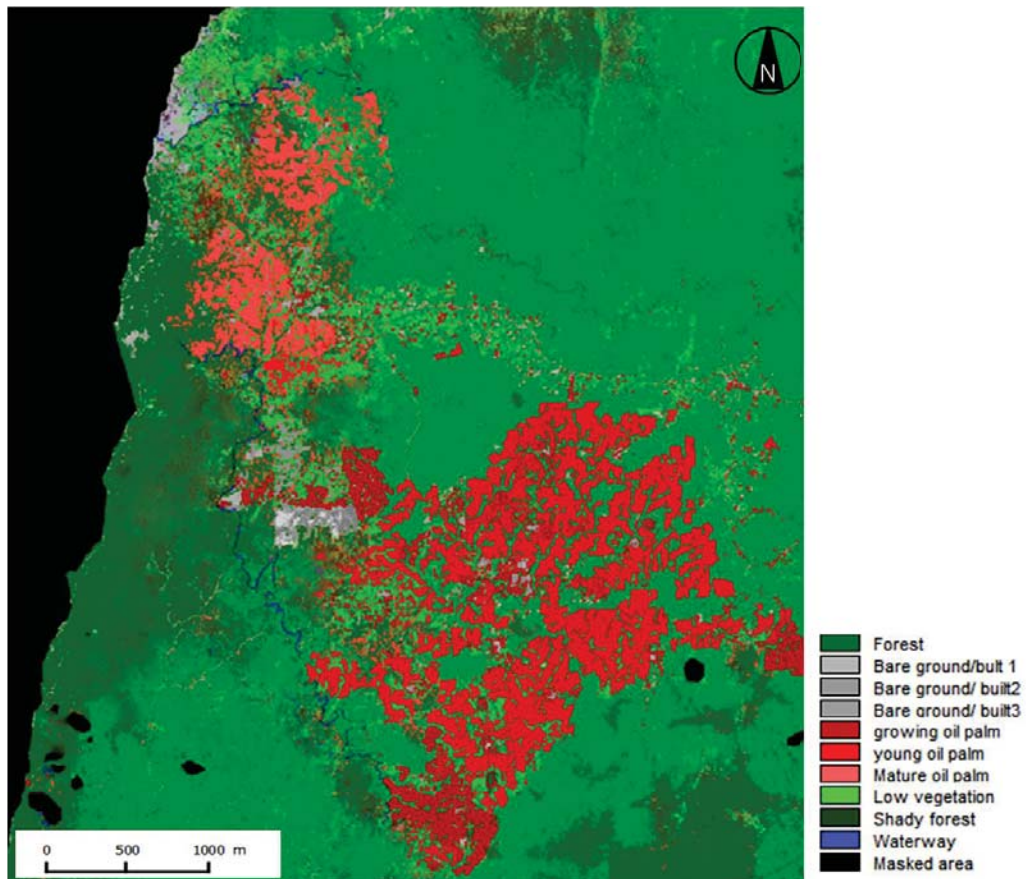 N
Forest
Bare ground/bult 1
Bare ground/ built2
Bare ground/ built3
growing oil palm
young oil palm
Mature oil palm
Low vegetation
Shady forest
Waterway
Masked area
0 500 1000 m